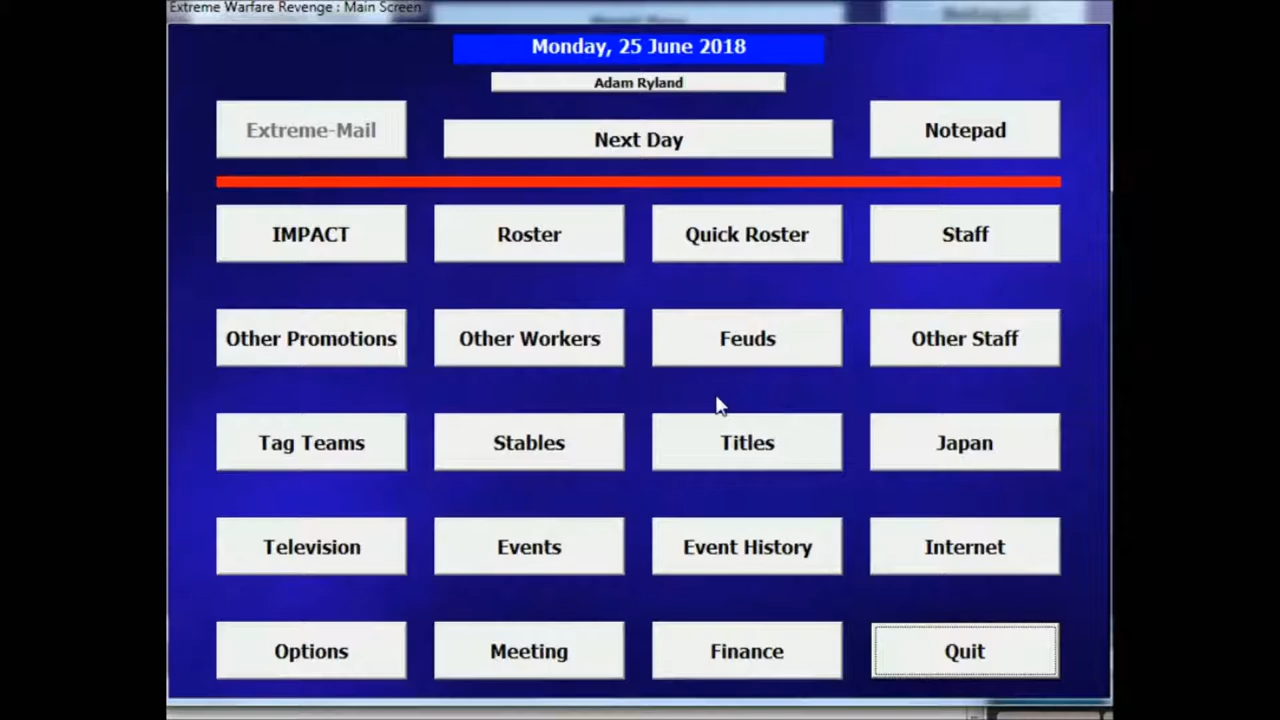 Extreme Warfare Revenge : Main Screen
Monday, 25 June 2018
Adam Ryland
Extreme-Mail
Next Day
Notepad
IMPACT
Roster
Quick Roster
Staff
Other Promotions
Other Workers
Feuds
Other Staff
Tag Teams
Stables
Titles
Japan
Television
Events
Event History
Internet
Options
Meeting
Finance
Quit